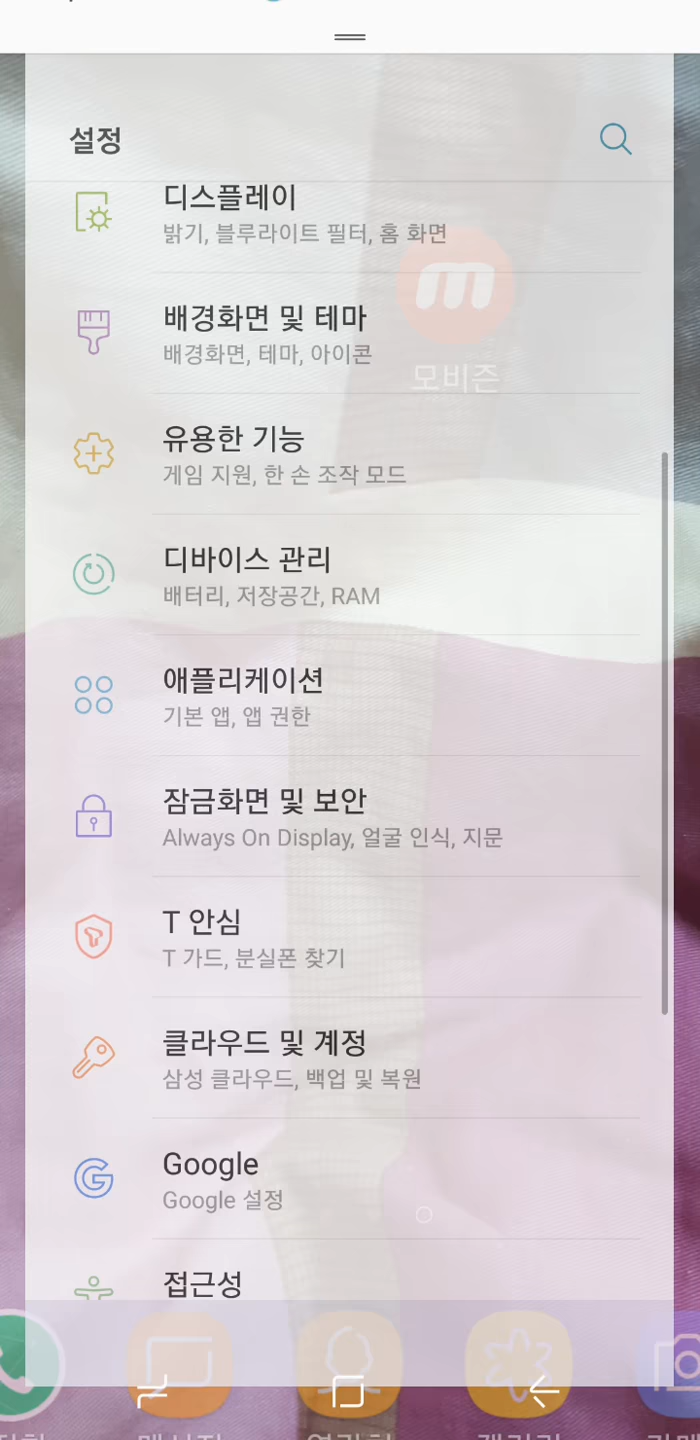 설정
디스플레이
밝기, 블루라이트 필터, 홈 화면
배경화면 및 테마
배경화면, 테마, 아이콘
모비즌
유용한 기능
게임 지원, 한 손 조작 모드
디바이스 관리
배터리, 저장공간, RAM
애플리케이션
기본 앱, 앱 권한
잠금화면 및 보안
Always On Display, 얼굴 인식, 지문
T 안심
T 가드, 분실폰 찾기
클라우드 및 계정
삼성 클라우드, 백업 및 복원
Google
Google 설정
접근성